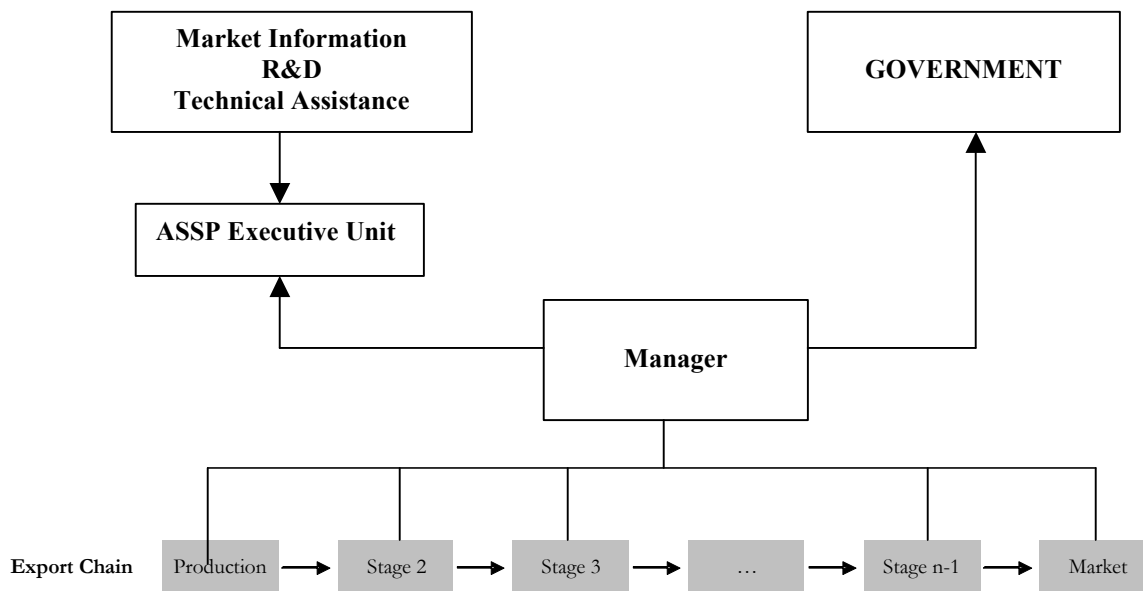 Market Information
R&D
Technical Assistance
GOVERNMENT
ASSP Executive Unit
Manager
Export Chain
Production
Stage 2
Stage 3
…
Stage n-1
Market